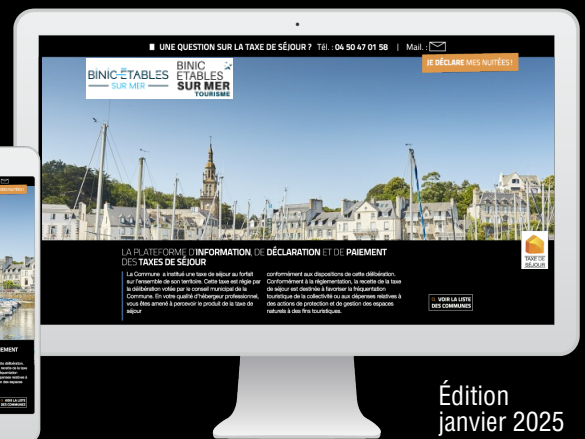 UNE QUESTION SUR LA TAXE DE SÉJOUR ? Tél. : 04 50 47 01 58 | Mail. :
JE DÉCLARE MES NUITÉES !
BINIC-ÉTABLES
SUR MER
BINIC
ETABLES
SUR MER
TOURISME
TAXE DE
SÉJOUR
LA PLATEFORME D'INFORMATION, DE DÉCLARATION ET DE PAIEMENT
DES TAXES DE SÉJOUR
La Commune a institué une taxe de séjour au forfait
sur l'ensemble de son territoire. Cette taxe est régie par
la délibération votée par le conseil municipal de la
Commune. En votre qualité d'hébergeur professionnel,
vous êtes amené à percevoir le produit de la taxe de
séjour
conformément aux dispositions de cette délibération.
Conformément à la réglementation, la recette de la taxe
de séjour est destinée à favoriser la fréquentation
touristique de la collectivité ou aux dépenses relatives à
des actions de protection et de gestion des espaces
naturels à des fins touristiques.
VOIR LA LISTE
DES COMMUNES
EMENT
VOIR LA LISTE
DES COMMUNES
Édition
janvier 2025